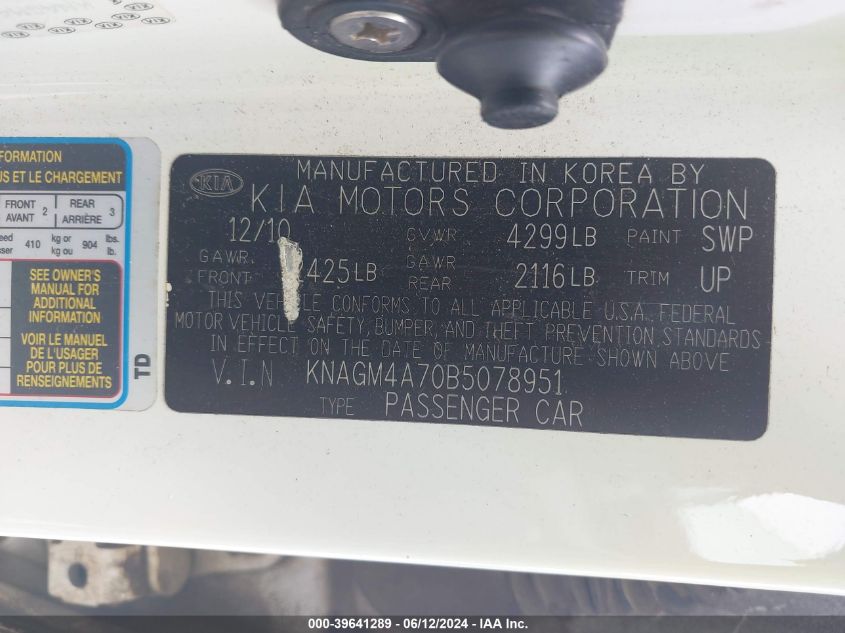 KIA KIA KIA
FORMATION
US ET LE CHARGEMENT
FRONT AVANT 2 REAR ARRIÈRE 3
410 kg or kg ou 904 lbs. lb.
SEE OWNER'S
MANUAL FOR
ADDITIONAL
INFORMATION
VOIR LE MANUEL
DE L'USAGER
POUR PLUS DE
RENSEIGNEMENTS
TD
MANUFACTURED IN KOREA BY
KIA KIA MOTORS CORPORATION
12/10 GVWR 4299LB PAINT SWP
GAWR FRONT 425LB GAWR REAR 2116LB TRIM UP
THIS VEHICLE CONFORMS TO ALL APPLICABLE U.S.A. FEDERAL
MOTOR VEHICLE SAFETY, BUMPER, AND THEFT PREVENTION STANDARDS
IN EFFECT ON THE DATE OF MANUFACTURE SHOWN ABOVE
V.I.N KNAGM4A70B5078951
TYPE PASSENGER CAR
000-39641289 - 06/12/2024 - IAA Inc.